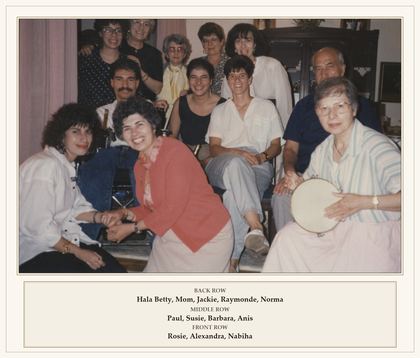 BACK ROW
Hala Betty, Mom, Jackie, Raymonde, Norma
MIDDLE ROW
Paul, Susie, Barbara, Anis
FRONT ROW
Rosie, Alexandra, Nabiha